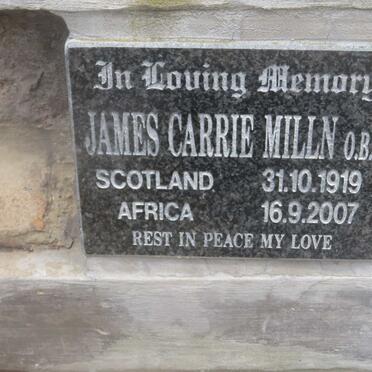 In Loving Memory
JAMES CARRIE MILLN O.B.
SCOTLAND 31.10.1919
AFRICA 16.9.2007
REST IN PEACE MY LOVE